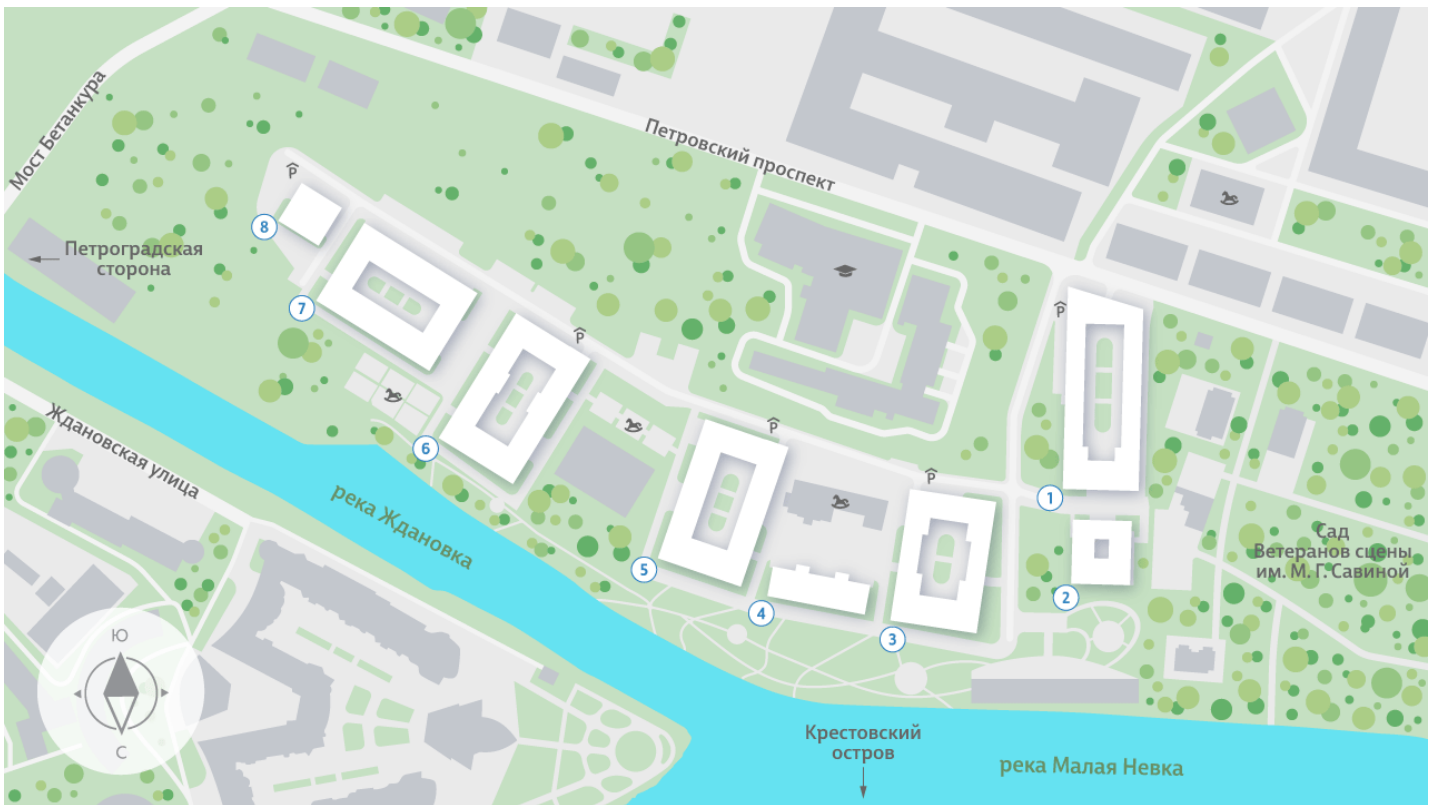 Мост Бетанкура
Петровский проспект
Р
8
Петроградская
сторона
7
Р
Р
6
Ждановская улица
Р
Р
1
река Ждановка
Сад
Ветеранов сцены
им. М. Г. Савиной
5
4
2
3
Ю
С
Крестовский
остров
река Малая Невка